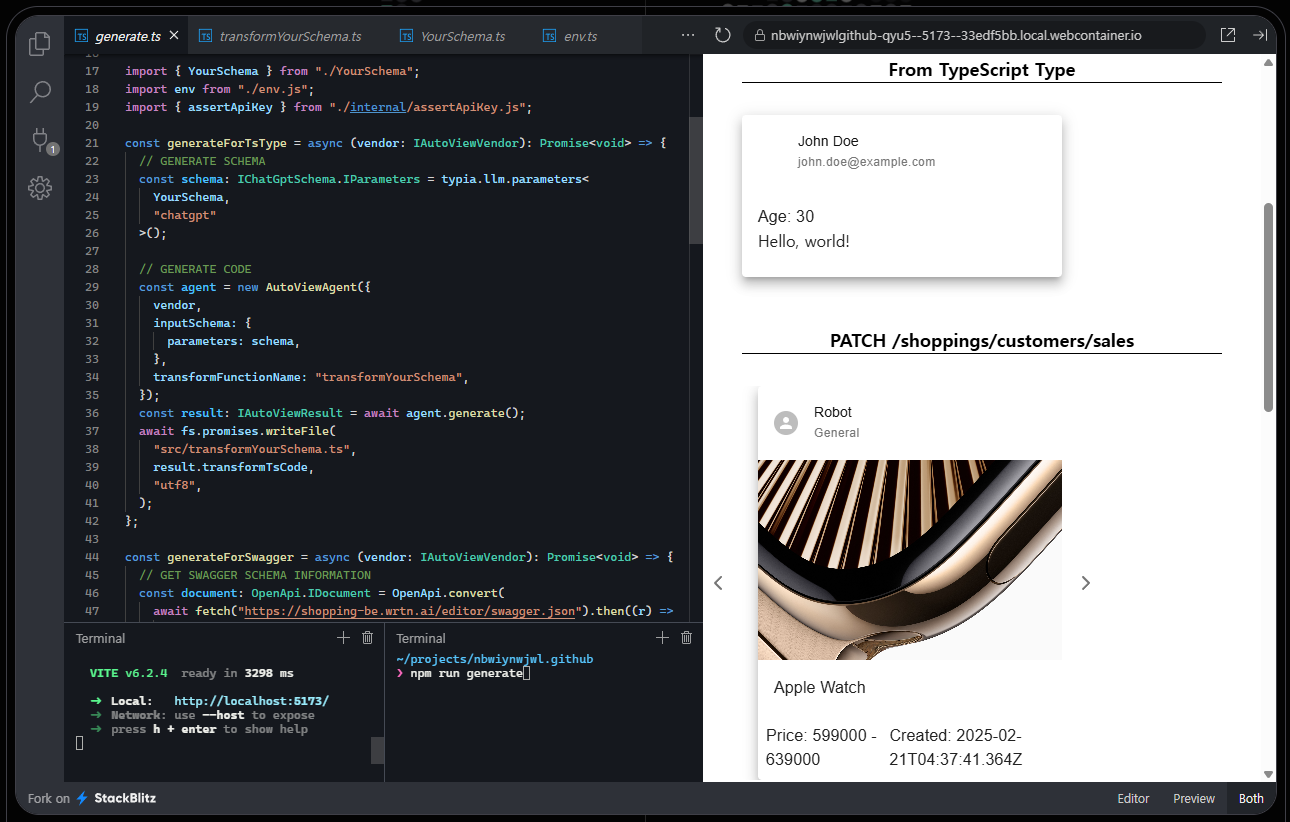 generate.ts
transformYourSchema.ts
YourSchema.ts
env.ts
nbwiynwjwlgithub-qyu5--5173--33edf5bb.local.webcontainer.io
17 import { YourSchema } from "./YourSchema";
18 import env from "./env.js";
19 import { assertApiKey } from "./internal/assertApiKey.js";
20
21 const generateForTsType = async (vendor: IAutoViewVendor): Promise<void> => {
22 // GENERATE SCHEMA
23 const schema: IChatGptSchema.IParameters = typia.llm.parameters<
24 YourSchema,
25 "chatgpt"
26 >();
27
28 // GENERATE CODE
29 const agent = new AutoViewAgent({
30 vendor,
31 inputSchema: {
32 parameters: schema,
33 },
34 transformFunctionName: "transformYourSchema",
35 });
36 const result: IAutoViewResult = await agent.generate();
37 await fs.promises.writeFile(
38 "src/transformYourSchema.ts",
39 result.transformTsCode,
40 "utf8",
41 );
42 };
43
44 const generateForSwagger = async (vendor: IAutoViewVendor): Promise<void> => {
45 // GET SWAGGER SCHEMA INFORMATION
46 const document: OpenApi.IDocument = OpenApi.convert(
47 await fetch("https://shopping-be.wrtn.ai/editor/swagger.json").then((r) =>
1
Terminal
VITE v6.2.4 ready in 3298 ms
➜ Local: http://localhost:5173/
➜ Network: use --host to expose
➜ press h + enter to show help
Terminal
~/projects/nbwiynwjwl.github
❯ npm run generate
From TypeScript Type
John Doe
john.doe@example.com
Age: 30
Hello, world!
PATCH /shoppings/customers/sales
Robot
General
Apple Watch
Price: 599000 -
639000
Created: 2025-02-
21T04:37:41.364Z
Fork on StackBlitz
Editor
Preview
Both